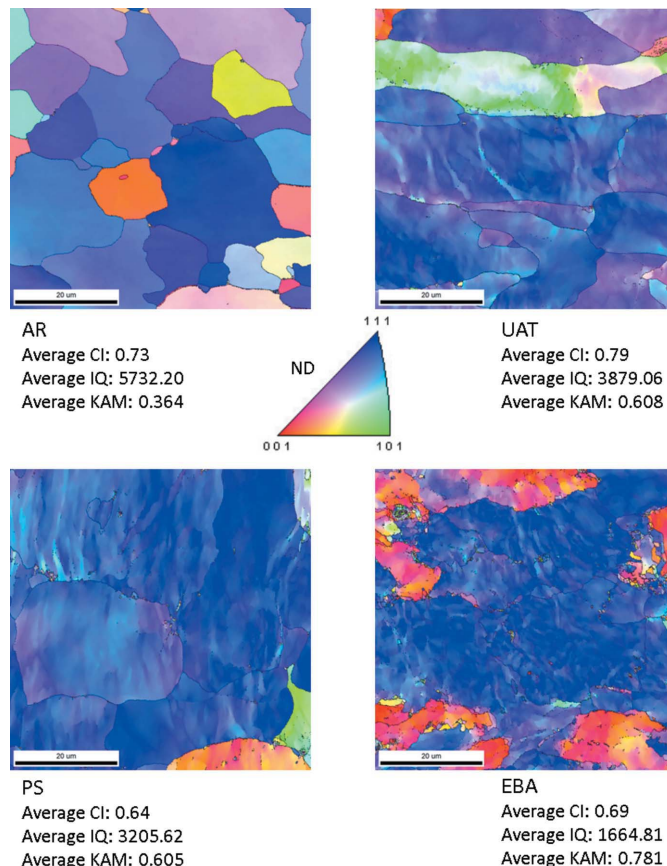 20 um
20 um
AR
Average CI: 0.73
Average IQ: 5732.20
Average KAM: 0.364
111
ND
001
101
UAT
Average CI: 0.79
Average IQ: 3879.06
Average KAM: 0.608
20 um
20 um
PS
Average CI: 0.64
Average IQ: 3205.62
Average KAM: 0.605
EBA
Average CI: 0.69
Average IQ: 1664.81
Average KAM: 0.781